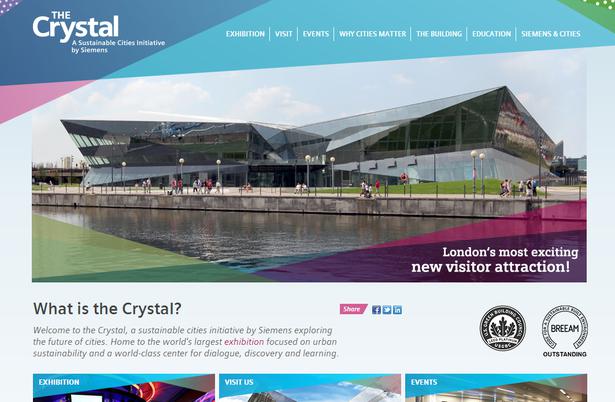 THE
Crystal
A Sustainable Cities Initiative
by Siemens
EXHIBITION VISIT EVENTS WHY CITIES MATTER THE BUILDING EDUCATION SIEMENS & CITIES
London's most exciting
new visitor attraction!
What is the Crystal?
Share
Welcome to the Crystal, a sustainable cities initiative by Siemens exploring
the future of cities. Home to the world's largest exhibition focused on urban
sustainability and a world-class center for dialogue, discovery and learning.
U.S. GREEN BUILDING COUNCIL
LEED PLATINUM
USGBC
BREEAM
OUTSTANDING
EXHIBITION
VISIT US
EVENTS